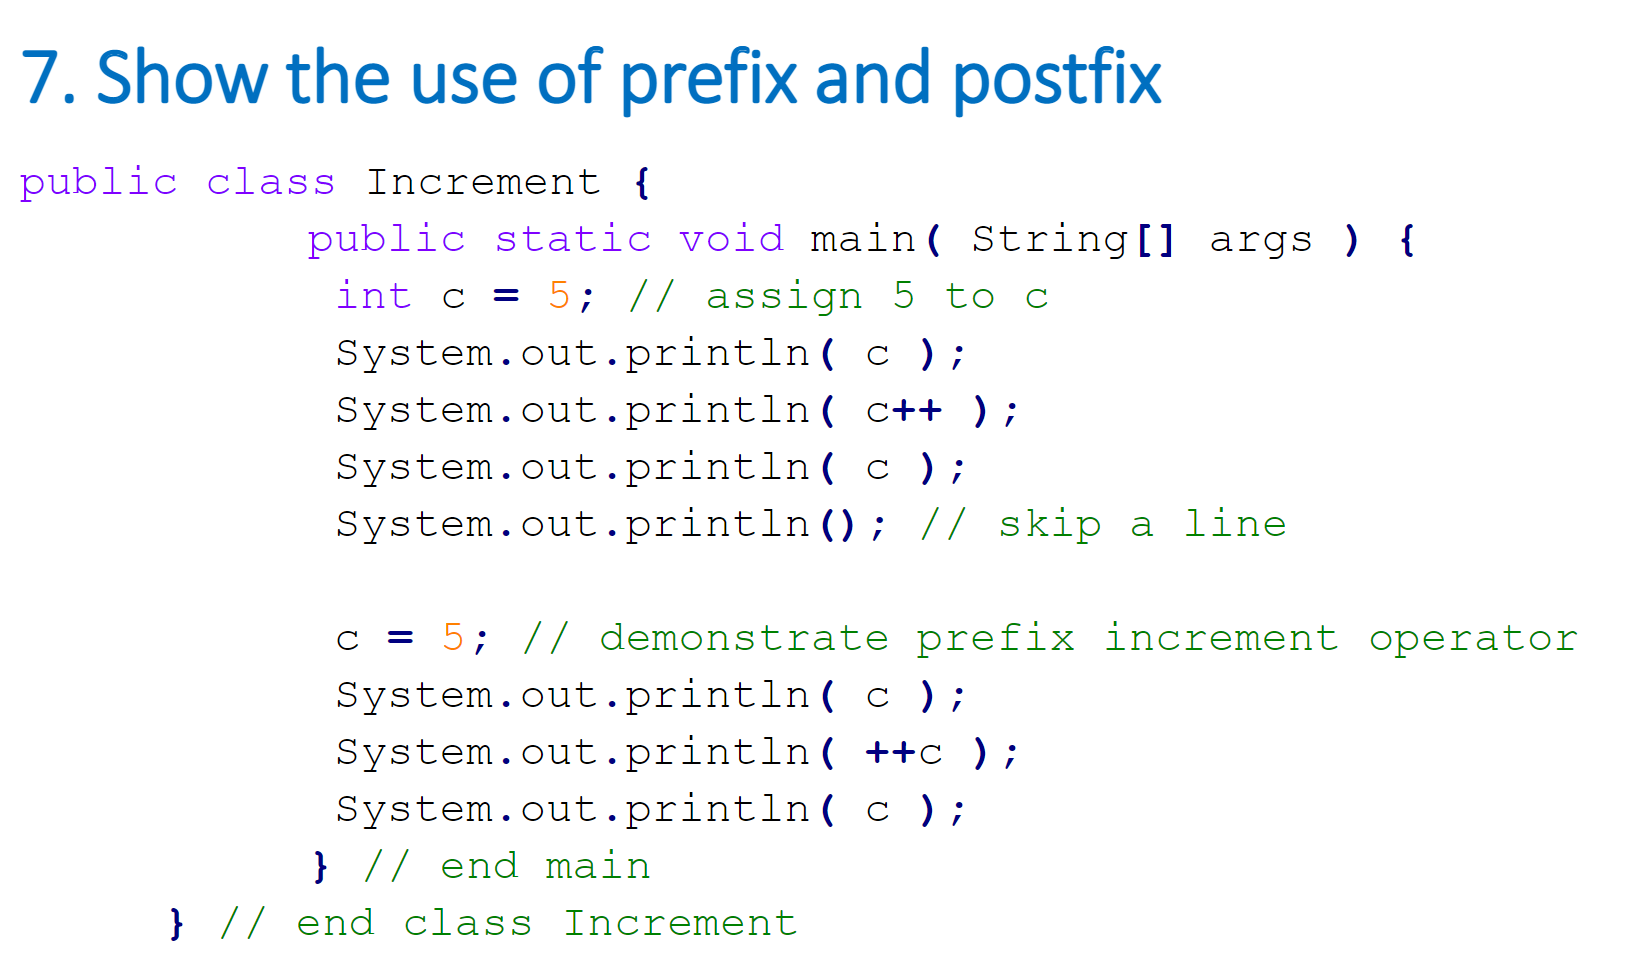 7. Show the use of prefix and postfix
public class Increment {
public static void main( String[] args ) {
int c = 5; // assign 5 to c
System.out.println( c );
System.out.println( c++ );
System.out.println( c );
System.out.println(); // skip a line
c = 5; // demonstrate prefix increment operator
System.out.println( c );
System.out.println( ++c );
System.out.println( c );
} // end main
} // end class Increment